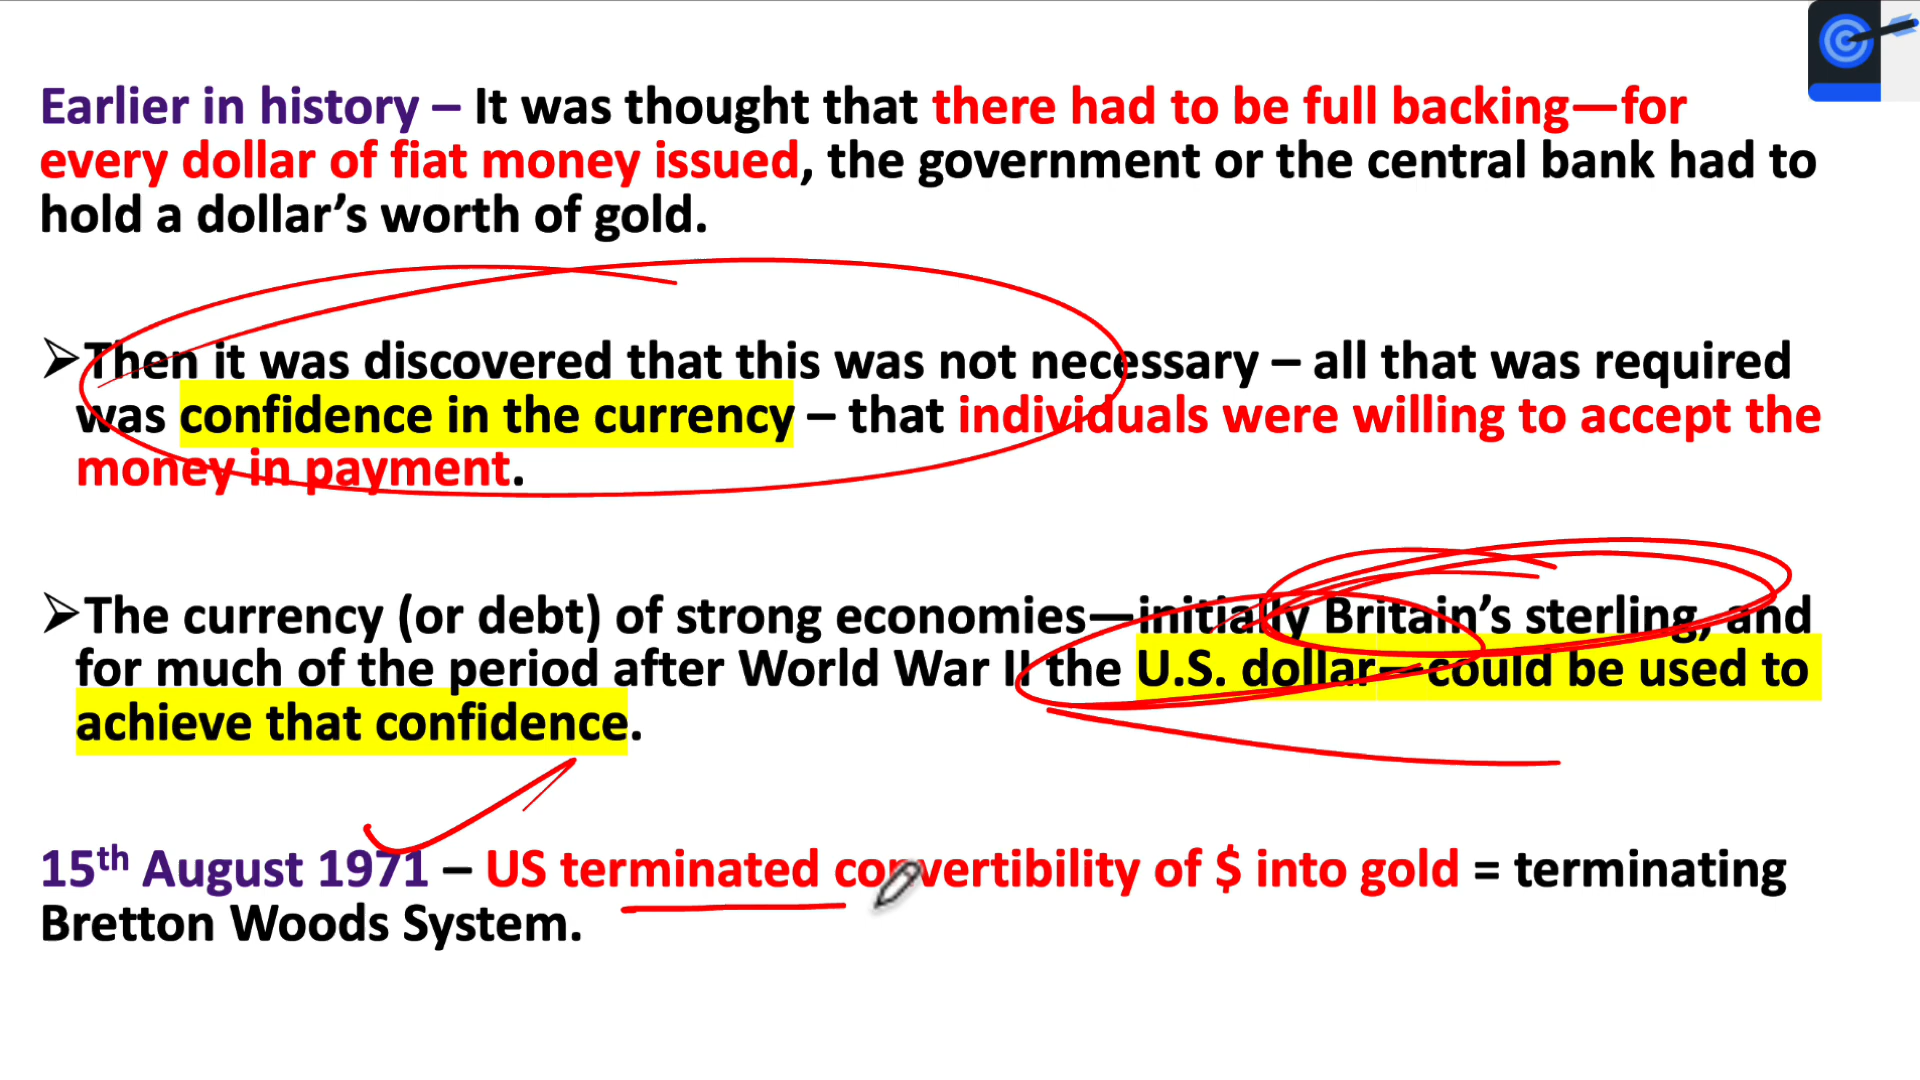 Earlier in history – It was thought that there had to be full backing—for
every dollar of fiat money issued, the government or the central bank had to
hold a dollar’s worth of gold.
➢Then it was discovered that this was not necessary – all that was required
was confidence in the currency – that individuals were willing to accept the
money in payment.
➢The currency (or debt) of strong economies—initially Britain’s sterling, and
for much of the period after World War II the U.S. dollar—could be used to
achieve that confidence.
15th August 1971 – US terminated convertibility of $ into gold = terminating
Bretton Woods System.